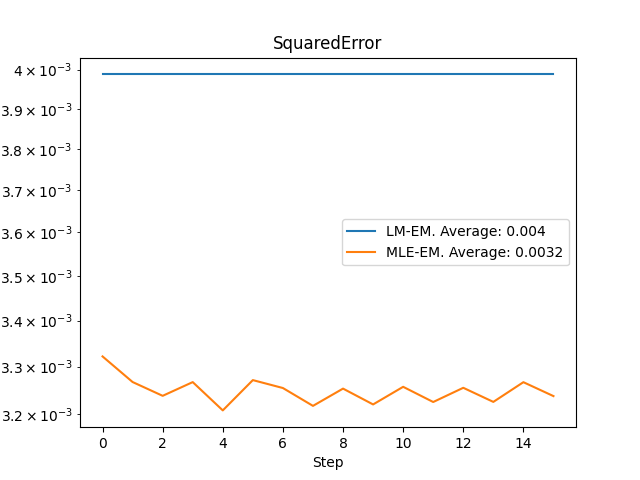 SquaredError
4 × 10⁻³
3.9 × 10⁻³
3.8 × 10⁻³
3.7 × 10⁻³
3.6 × 10⁻³
3.5 × 10⁻³
3.4 × 10⁻³
3.3 × 10⁻³
3.2 × 10⁻³
LM-EM. Average: 0.004
MLE-EM. Average: 0.0032
0 2 4 6 8 10 12 14
Step